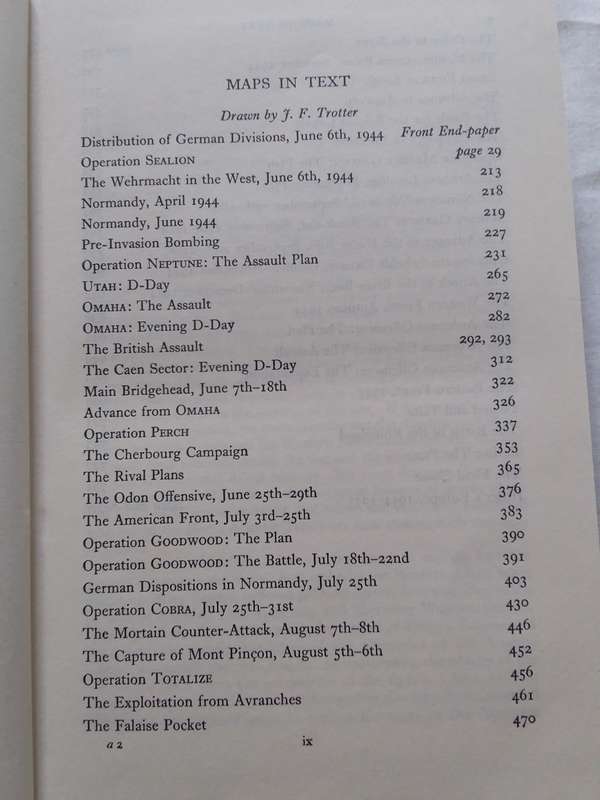 MAPS IN TEXT
Drawn by J. F. Trotter
Distribution of German Divisions, June 6th, 1944 Front End-paper
Operation SEALION page 29
The Wehrmacht in the West, June 6th, 1944 213
Normandy, April 1944 218
Normandy, June 1944 219
Pre-Invasion Bombing 227
Operation NEPTUNE: The Assault Plan 231
UTAH: D-Day 265
OMAHA: The Assault 272
OMAHA: Evening D-Day 282
The British Assault 292, 293
The Caen Sector: Evening D-Day 312
Main Bridgehead, June 7th–18th 322
Advance from OMAHA 326
Operation PERCH 337
The Cherbourg Campaign 353
The Rival Plans 365
The Odon Offensive, June 25th–29th 376
The American Front, July 3rd–25th 383
Operation GOODWOOD: The Plan 390
Operation GOODWOOD: The Battle, July 18th–22nd 391
German Dispositions in Normandy, July 25th 403
Operation COBRA, July 25th–31st 430
The Mortain Counter-Attack, August 7th–8th 446
The Capture of Mont Pinçon, August 5th–6th 452
Operation TOTALIZE 456
The Exploitation from Avranches 461
The Falaise Pocket 470
a 2 ix